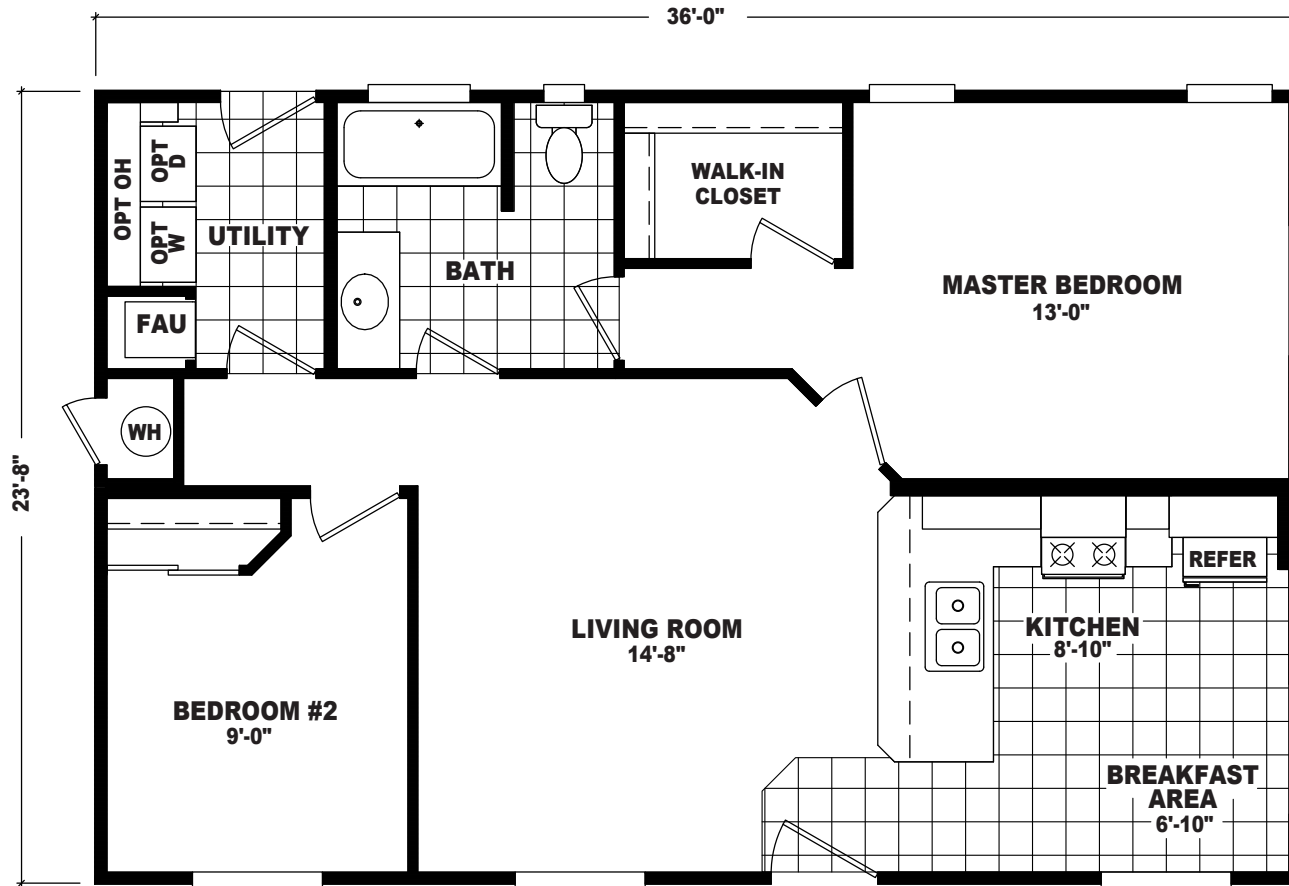 36'-0"
23'-8"
OPT OH
OPT
D
OPT
W
UTILITY
FAU
WH
BATH
WALK-IN
CLOSET
MASTER BEDROOM
13'-0"
LIVING ROOM
14'-8"
BEDROOM #2
9'-0"
REFER
KITCHEN
8'-10"
BREAKFAST
AREA
6'-10"